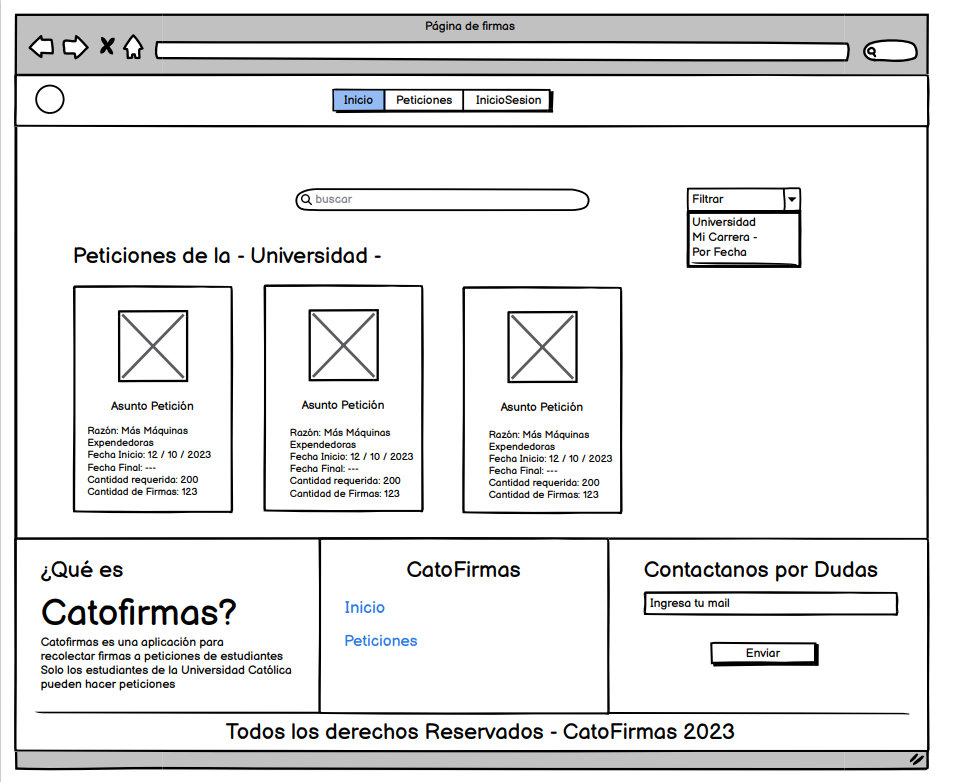 Página de firmas
Inicio
Peticiones
InicioSesion
buscar
Filtrar
Universidad
Mi Carrera -
Por Fecha
Peticiones de la - Universidad -
Asunto Petición
Razón: Más Máquinas
Expendedoras
Fecha Inicio: 12 / 10 / 2023
Fecha Final: ---
Cantidad requerida: 200
Cantidad de Firmas: 123
Asunto Petición
Razón: Más Máquinas
Expendedoras
Fecha Inicio: 12 / 10 / 2023
Fecha Final: ---
Cantidad requerida: 200
Cantidad de Firmas: 123
Asunto Petición
Razón: Más Máquinas
Expendedoras
Fecha Inicio: 12 / 10 / 2023
Fecha Final: ---
Cantidad requerida: 200
Cantidad de Firmas: 123
¿Qué es
Catofirmas?
Catofirmas es una aplicación para
recolectar firmas a peticiones de estudiantes
Solo los estudiantes de la Universidad Católica
pueden hacer peticiones
CatoFirmas
Inicio
Peticiones
Contactanos por Dudas
Ingresa tu mail
Enviar
Todos los derechos Reservados - CatoFirmas 2023